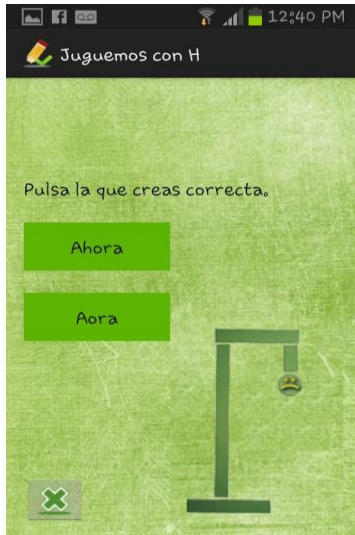 12:40 PM
Juguemos con H
Pulsa la que creas correcta.
Ahora
Aora